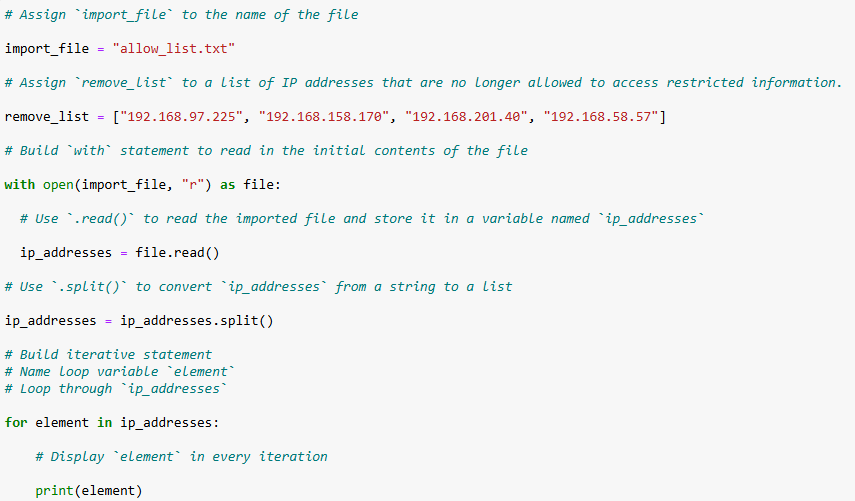 # Assign `import_file` to the name of the file
import_file = "allow_list.txt"
# Assign `remove_list` to a list of IP addresses that are no longer allowed to access restricted information.
remove_list = ["192.168.97.225", "192.168.158.170", "192.168.201.40", "192.168.58.57"]
# Build `with` statement to read in the initial contents of the file
with open(import_file, "r") as file:
  # Use `.read()` to read the imported file and store it in a variable named `ip_addresses`
  ip_addresses = file.read()
# Use `.split()` to convert `ip_addresses` from a string to a list
ip_addresses = ip_addresses.split()
# Build iterative statement
# Name loop variable `element`
# Loop through `ip_addresses`
for element in ip_addresses:
    # Display `element` in every iteration
    print(element)